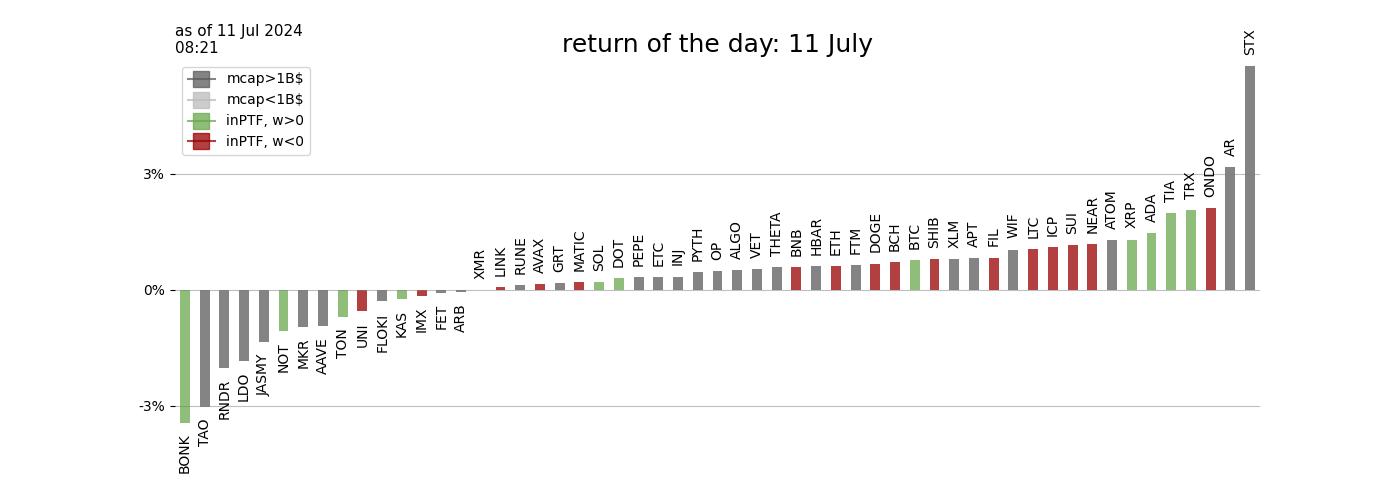 as of 11 Jul 2024
08:21
return of the day: 11 July
mcap>1B$
mcap<1B$
inPTF, w>0
inPTF, w<0
3%
0%
-3%
BONK
TAO
RNDR
LDO
JASMY
NOT
MKR
AAVE
TON
UNI
FLOKI
KAS
IMX
FET
ARB
XMR
LINK
RUNE
AVAX
GRT
MATIC
SOL
DOT
PEPE
ETC
INJ
PYTH
OP
ALGO
VET
THETA
BNB
HBAR
ETH
FTM
DOGE
BCH
BTC
SHIB
XLM
APT
FIL
WIF
LTC
ICP
SUI
NEAR
ATOM
XRP
ADA
TIA
TRX
ONDO
AR
STX